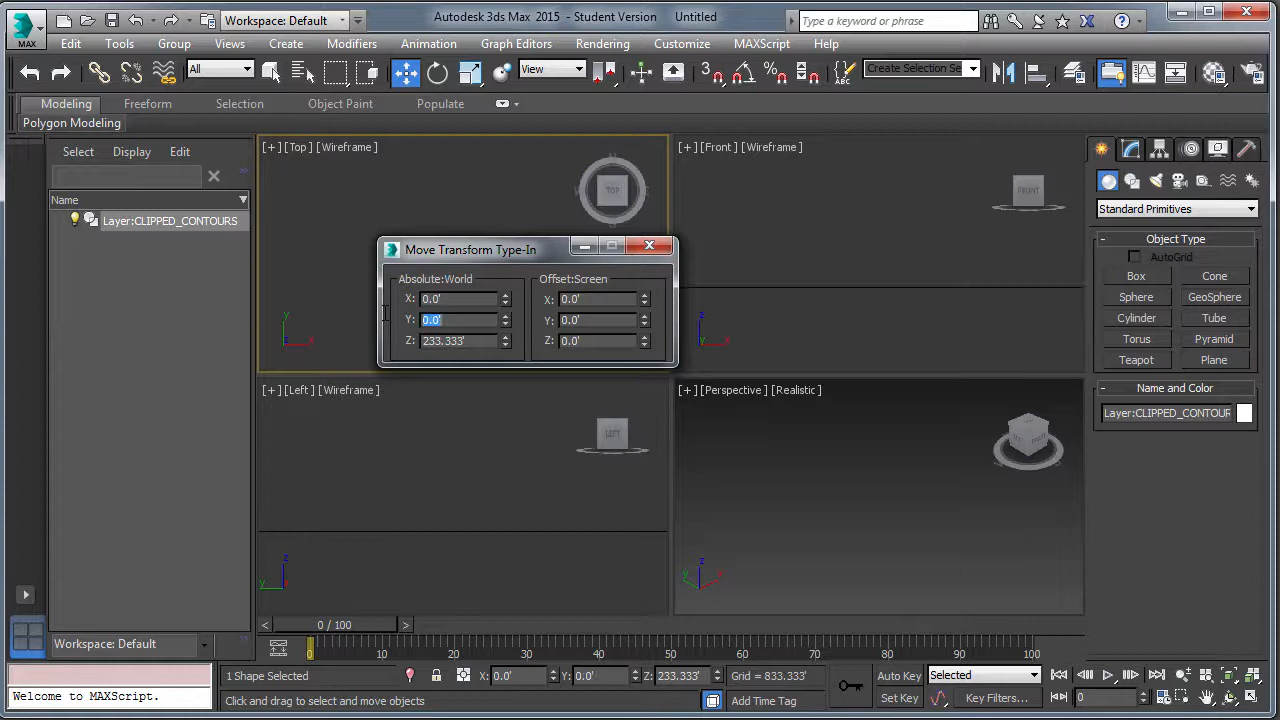 MAX
Workspace: Default
Autodesk 3ds Max 2015 - Student Version Untitled
Type a keyword or phrase
Edit Tools Group Views Create Modifiers Animation Graph Editors Rendering Customize MAXScript Help
All
View
Create Selection Se
Modeling Freeform Selection Object Paint Populate
Polygon Modeling
Select Display Edit
Name
Layer:CLIPPED_CONTOURS
[+] [Top] [Wireframe]
TOP
[+] [Front] [Wireframe]
FRONT
Move Transform Type-In
Absolute:World
X: 0.0'
Y: 0.0'
Z: 233.333'
Offset:Screen
X: 0.0'
Y: 0.0'
Z: 0.0'
y
x
z
x
[+] [Left] [Wireframe]
LEFT
z
y
[+] [Perspective] [Realistic]
z
y
Standard Primitives
Object Type
AutoGrid
Box Cone
Sphere GeoSphere
Cylinder Tube
Torus Pyramid
Teapot Plane
Name and Color
Layer:CLIPPED_CONTOUR
< 0 / 100 >
Workspace: Default
0 10 20 30 40 50 60 70 80 90 100
1 Shape Selected
X: 0.0' Y: 0.0' Z: 233.333' Grid = 833.333'
Auto Key Selected
Welcome to MAXScript.
Click and drag to select and move objects
Add Time Tag
Set Key Key Filters...
0